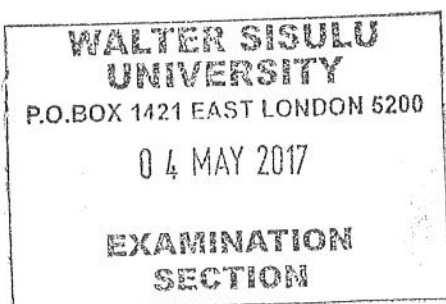 WALTER SISULU
UNIVERSITY
P.O.BOX 1421 EAST LONDON 5200
04 MAY 2017
EXAMINATION
SECTION